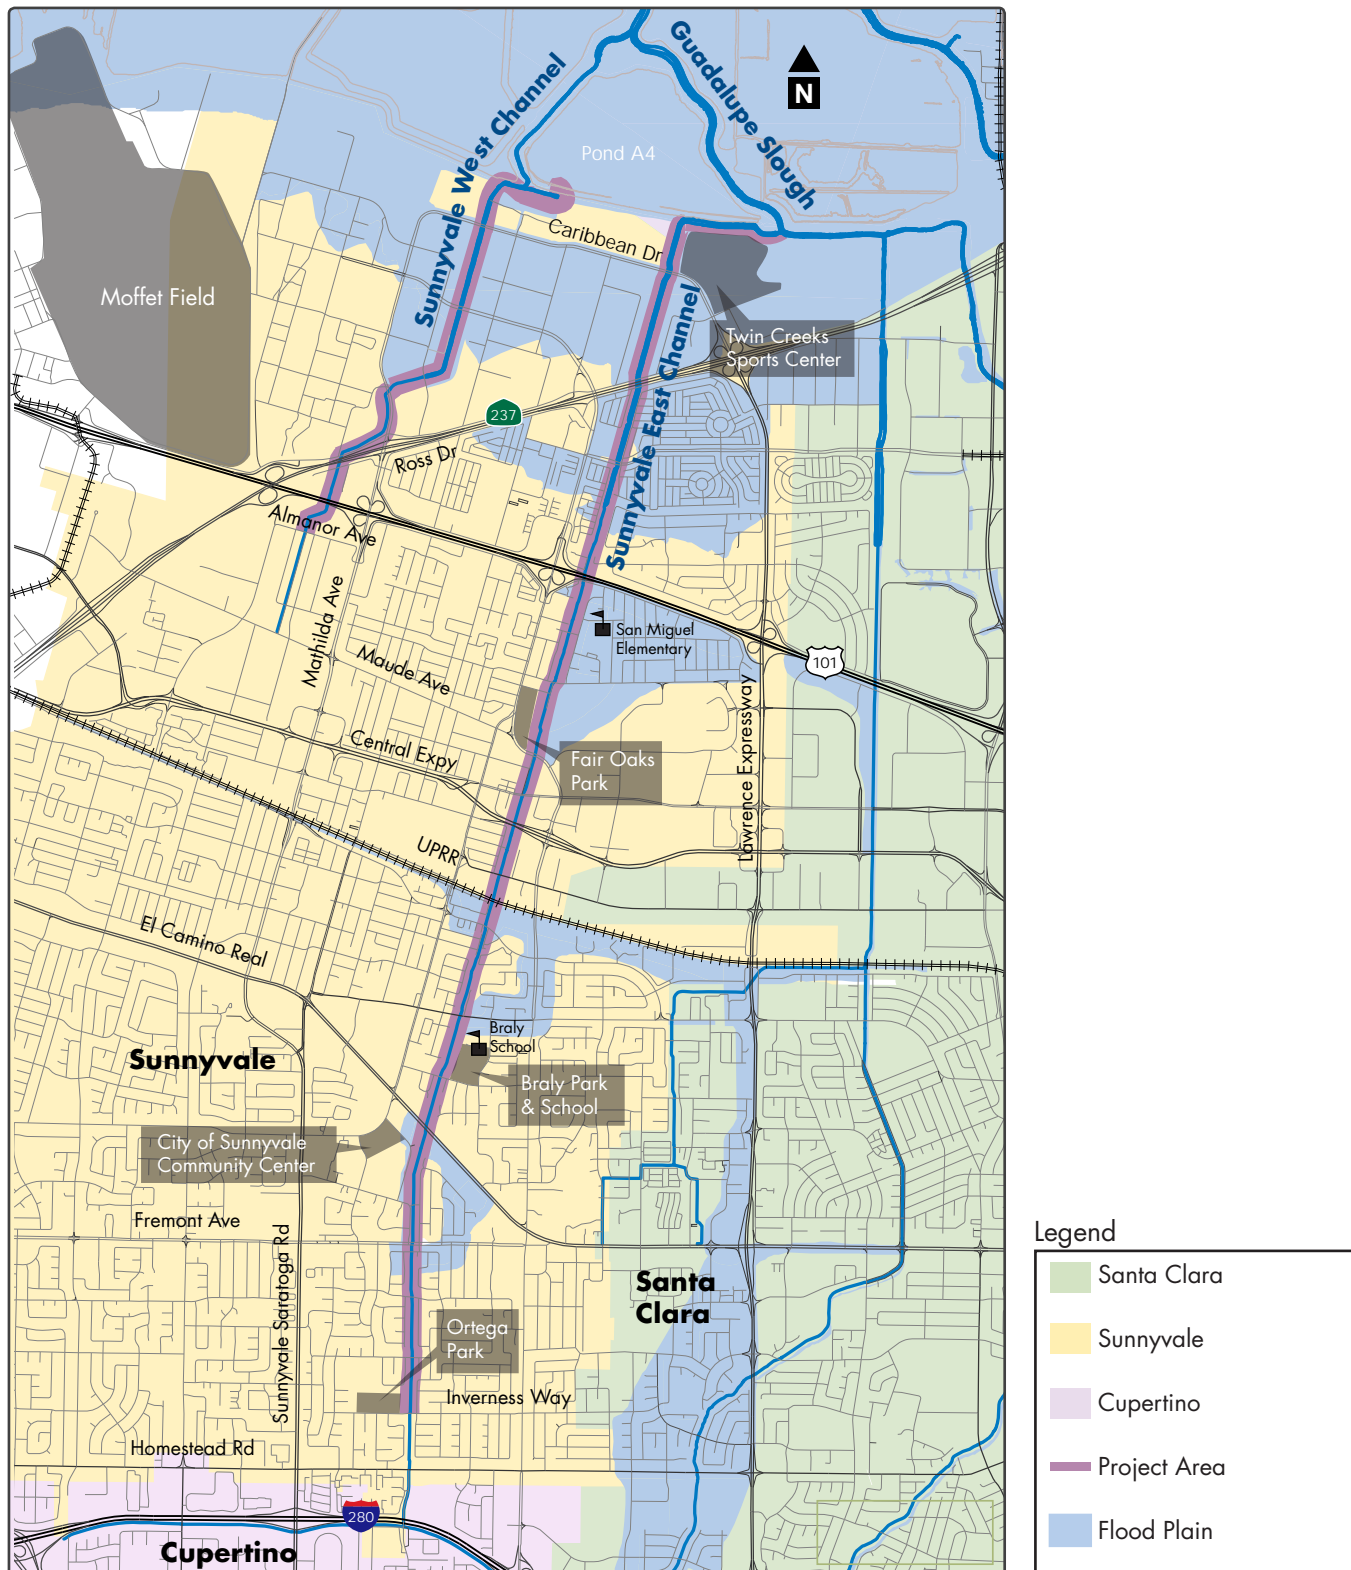 Guadalupe Slough
N
Sunnyvale West Channel
Pond A4
Caribbean Dr
Moffet Field
Twin Creeks
Sports Center
Sunnyvale East Channel
237
Ross Dr
Almanor Ave
Mathilda Ave
San Miguel
Elementary
101
Maude Ave
Lawrence Expressway
Central Expy
Fair Oaks
Park
UPRR
El Camino Real
Braly
School
Sunnyvale
Braly Park
& School
City of Sunnyvale
Community Center
Fremont Ave
Sunnyvale Saratoga Rd
Santa
Clara
Ortega
Park
Inverness Way
Homestead Rd
280
Cupertino
Legend
Santa Clara
Sunnyvale
Cupertino
Project Area
Flood Plain